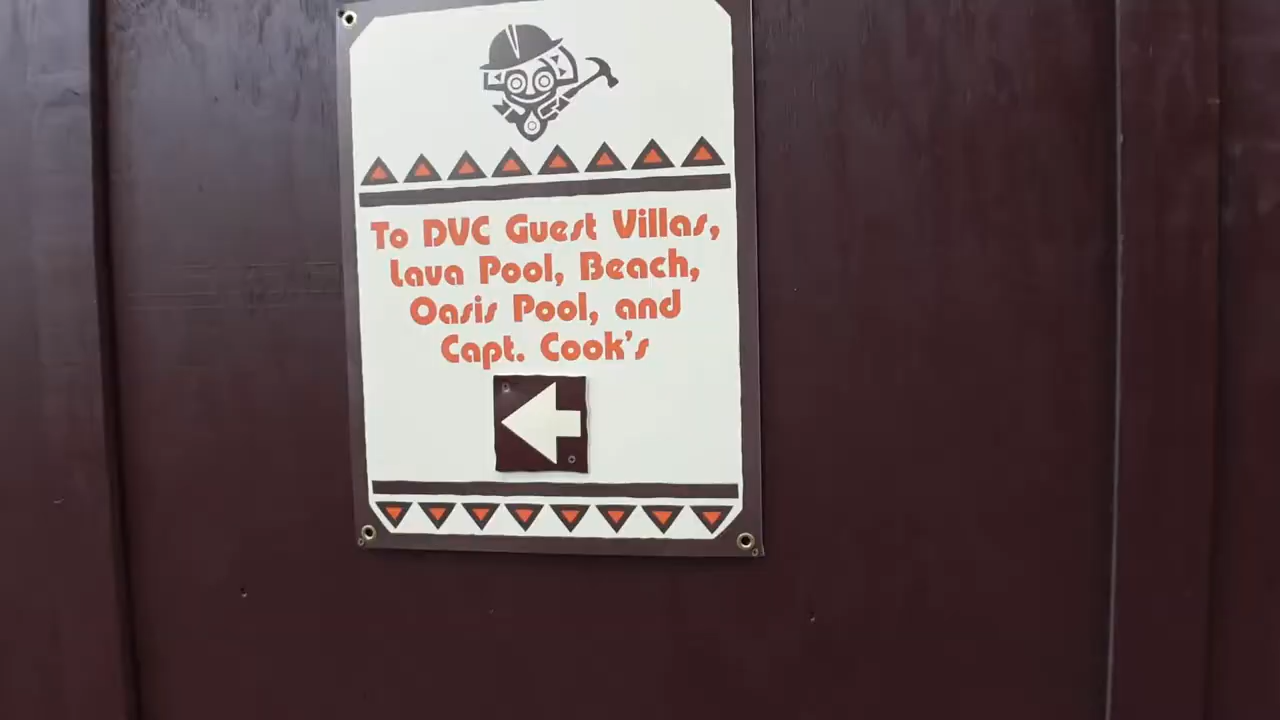 To DVC Guest Villas,
Lava Pool, Beach,
Oasis Pool, and
Capt. Cook's